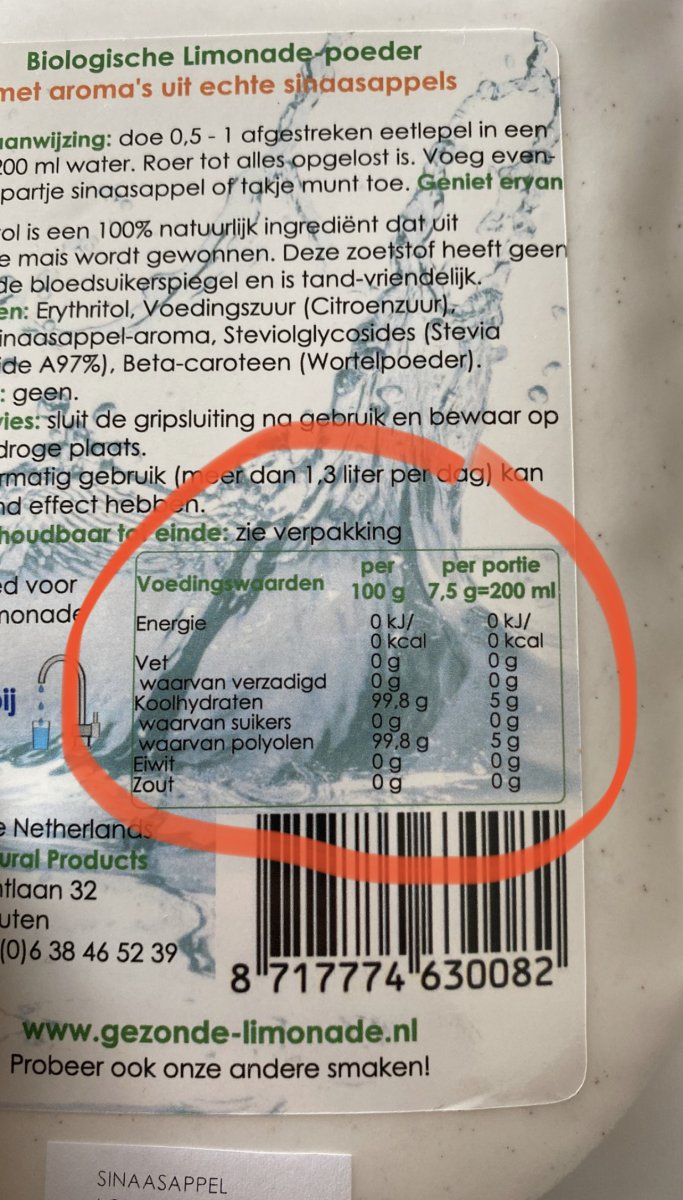 Biologische Limonade-poeder
met aroma's uit echte sinaasappels
aanwijzing: doe 0,5 - 1 afgestreken eetlepel in een
200 ml water. Roer tot alles opgelost is. Voeg even-
partje sinaasappel of takje munt toe. Geniet ervan
ol is een 100% natuurlijk ingrediënt dat uit
e mais wordt gewonnen. Deze zoetstof heeft geen
de bloedsuikerspiegel en is tand-vriendelijk.
en: Erythritol, Voedingszuur (Citroenzuur),
inaasappel-aroma, Steviolglycosides (Stevia
ide A97%), Beta-caroteen (Wortelpoeder).
: geen.
vies: sluit de gripsluiting na gebruik en bewaar op
droge plaats.
rmatig gebruik (meer dan 1,3 liter per dag) kan
nd effect hebben.
houdbaar tot einde: zie verpakking
ed voor
monade
ij
Voedingswaarden per 100 g per portie 7,5 g=200 ml
Energie 0 kJ/ 0 kJ/
0 kcal 0 kcal
Vet 0 g 0 g
waarvan verzadigd 0 g 0 g
Koolhydraten 99,8 g 5 g
waarvan suikers 0 g 0 g
waarvan polyolen 99,8 g 5 g
Eiwit 0 g 0 g
Zout 0 g 0 g
e Netherlands
ural Products
ntlaan 32
uten
(0)6 38 46 52 39
8 717774 630082
www.gezonde-limonade.nl
Probeer ook onze andere smaken!
SINAASAPPEL